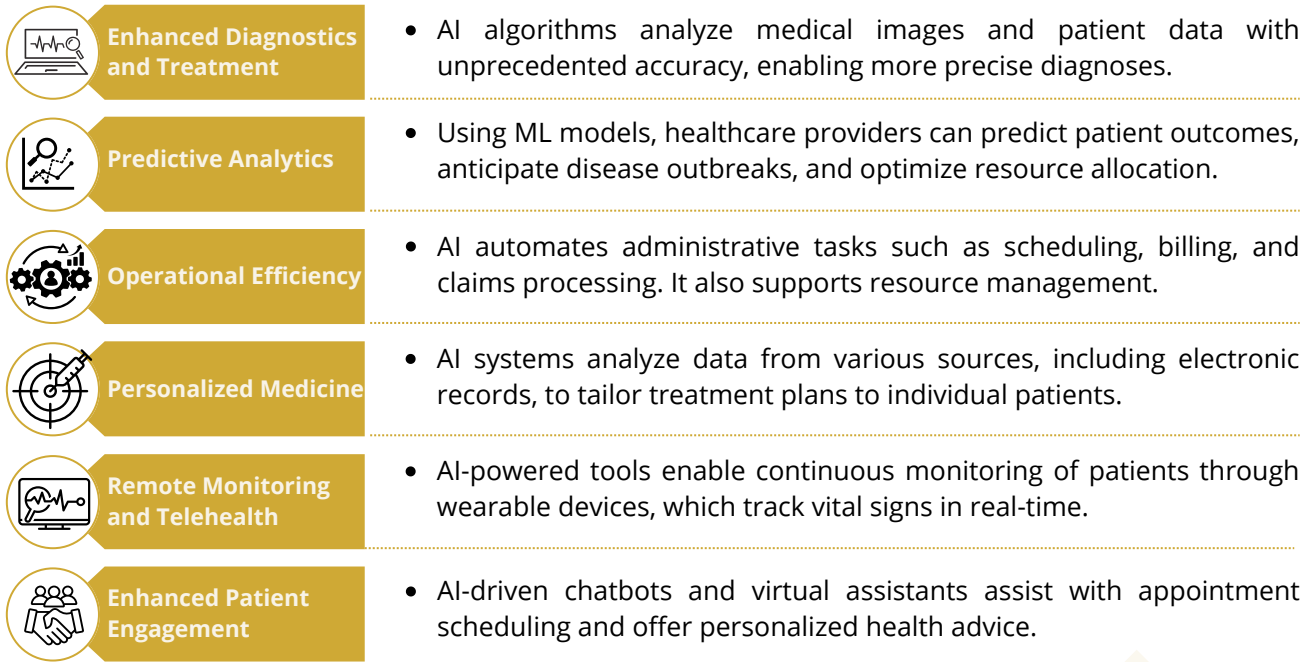 Enhanced Diagnostics
and Treatment
• AI algorithms analyze medical images and patient data with
unprecedented accuracy, enabling more precise diagnoses.
Predictive Analytics
• Using ML models, healthcare providers can predict patient outcomes,
anticipate disease outbreaks, and optimize resource allocation.
Operational Efficiency
• AI automates administrative tasks such as scheduling, billing, and
claims processing. It also supports resource management.
Personalized Medicine
• AI systems analyze data from various sources, including electronic
records, to tailor treatment plans to individual patients.
Remote Monitoring
and Telehealth
• AI-powered tools enable continuous monitoring of patients through
wearable devices, which track vital signs in real-time.
Enhanced Patient
Engagement
• AI-driven chatbots and virtual assistants assist with appointment
scheduling and offer personalized health advice.